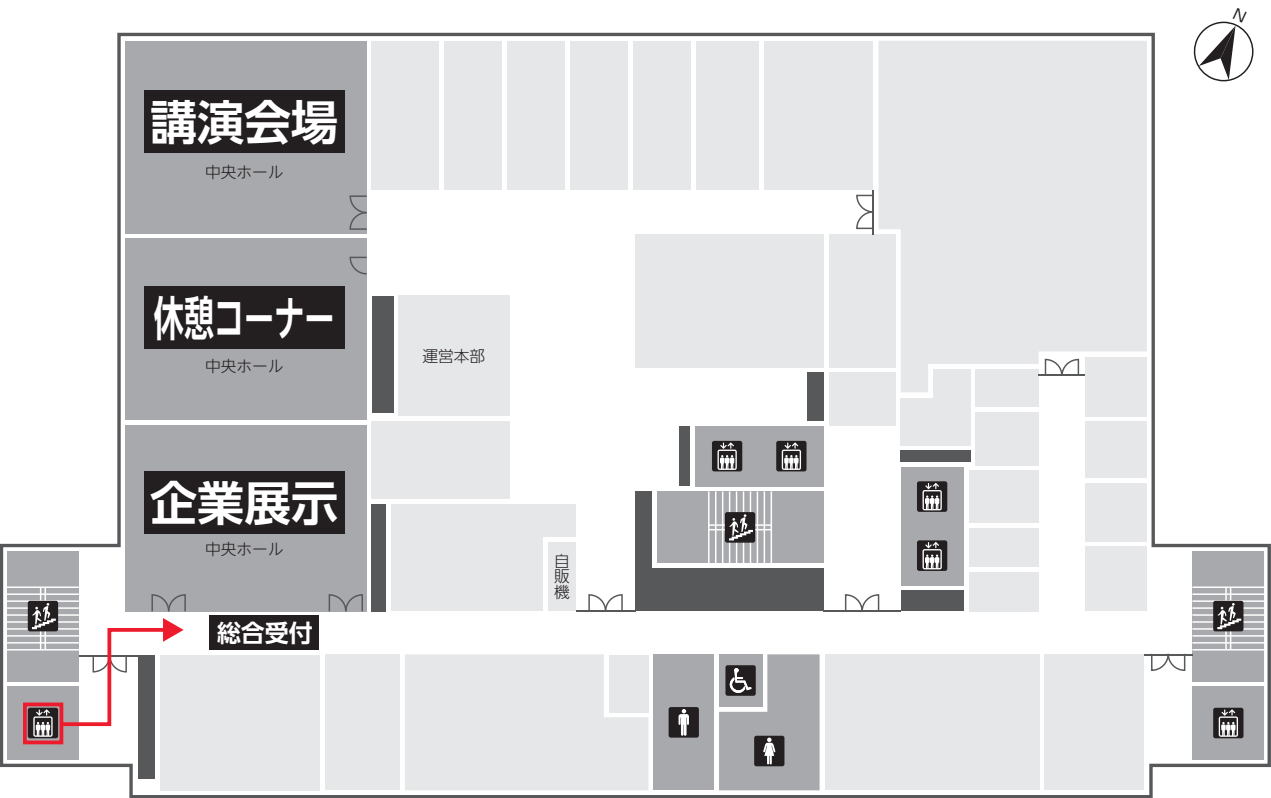 N
講演会場
中央ホール
休憩コーナー
中央ホール
運営本部
企業展示
中央ホール
自販機
総合受付